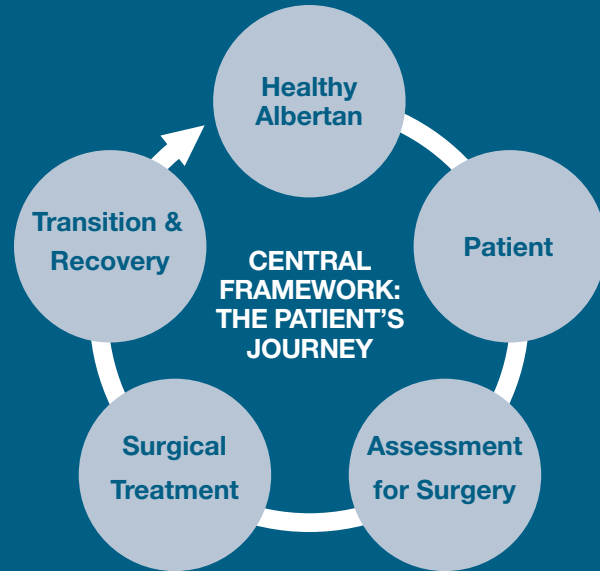 Healthy
Albertan
Patient
Assessment
for Surgery
Surgical
Treatment
Transition &
Recovery
CENTRAL
FRAMEWORK:
THE PATIENT'S
JOURNEY